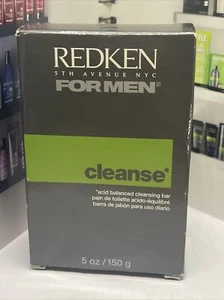 REDKEN
5TH AVENUE NYC
FOR MEN
cleanse*
*acid balanced cleansing bar
pain de toilette acido-équilibré
barra de jabón para uso diario
5 oz / 150 g